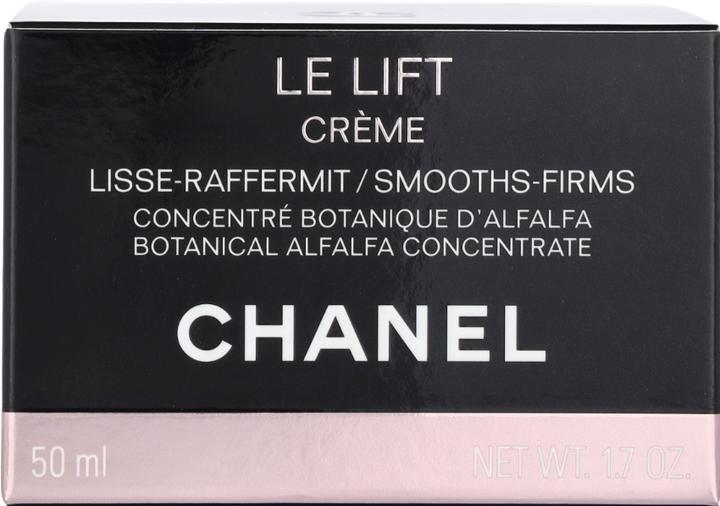 LE LIFT
CRÈME
LISSE-RAFFERMIT / SMOOTHS-FIRMS
CONCENTRÉ BOTANIQUE D'ALFALFA
BOTANICAL ALFALFA CONCENTRATE
CHANEL
50 ml NET WT. 1.7 OZ.